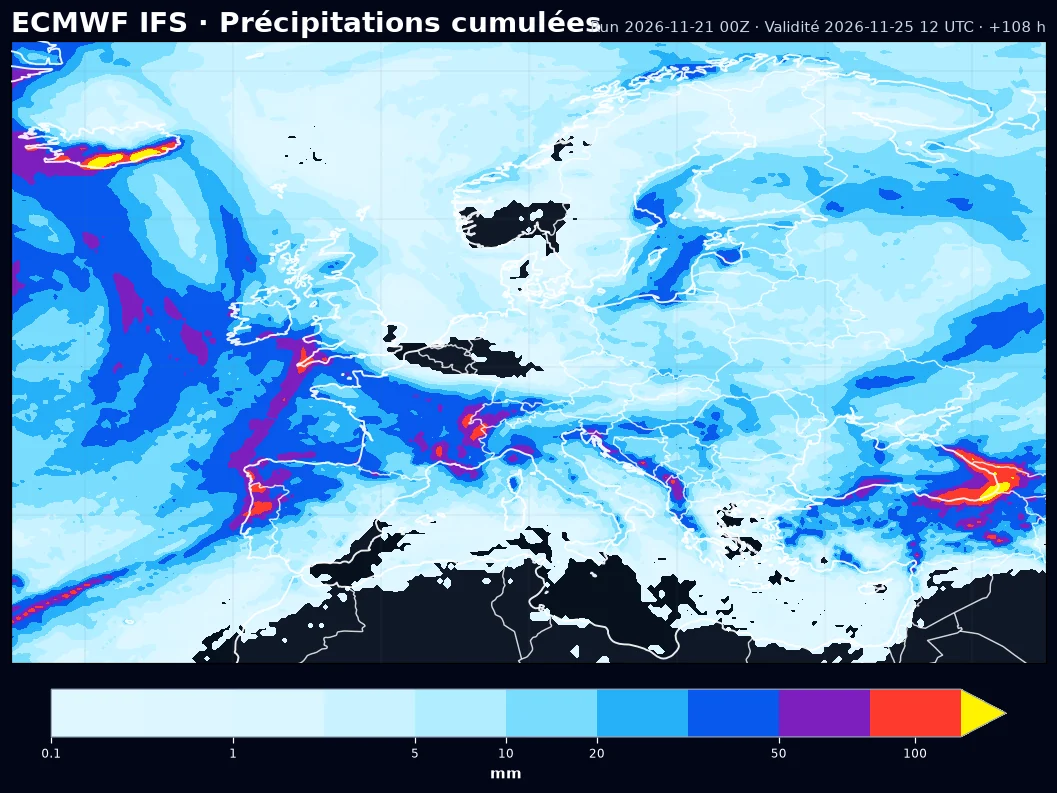 ECMWF IFS · Précipitations cumulées
Run 2026-11-21 00Z · Validité 2026-11-25 12 UTC · +108 h
0.1 1 5 10 20 50 100
mm